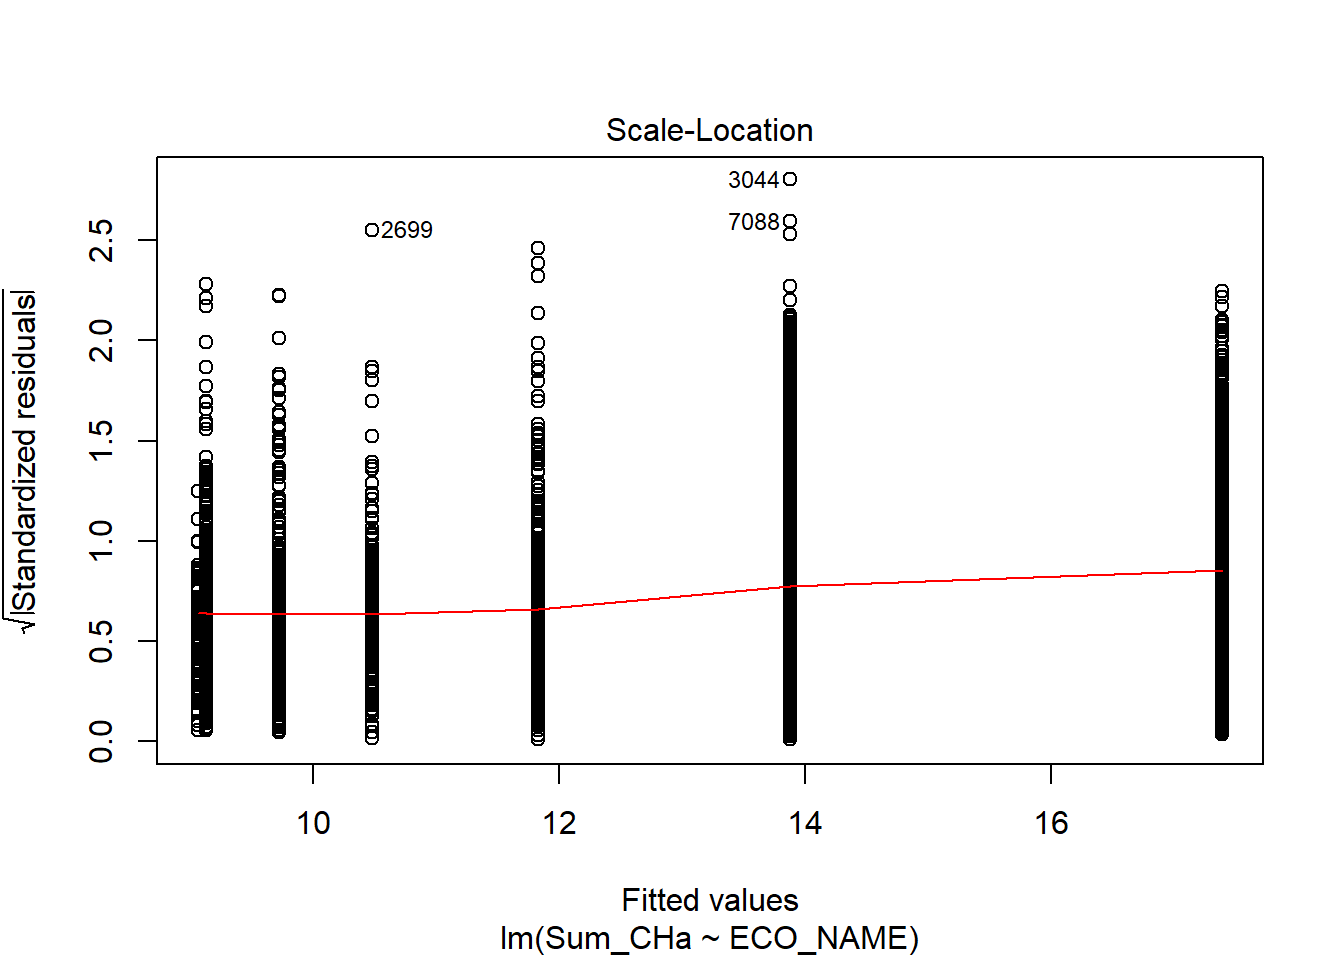 Scale-Location
3044
7088
2699
√|Standardized residuals|
2.5
2.0
1.5
1.0
0.5
0.0
10 12 14 16
Fitted values
lm(Sum_CHa ~ ECO_NAME)